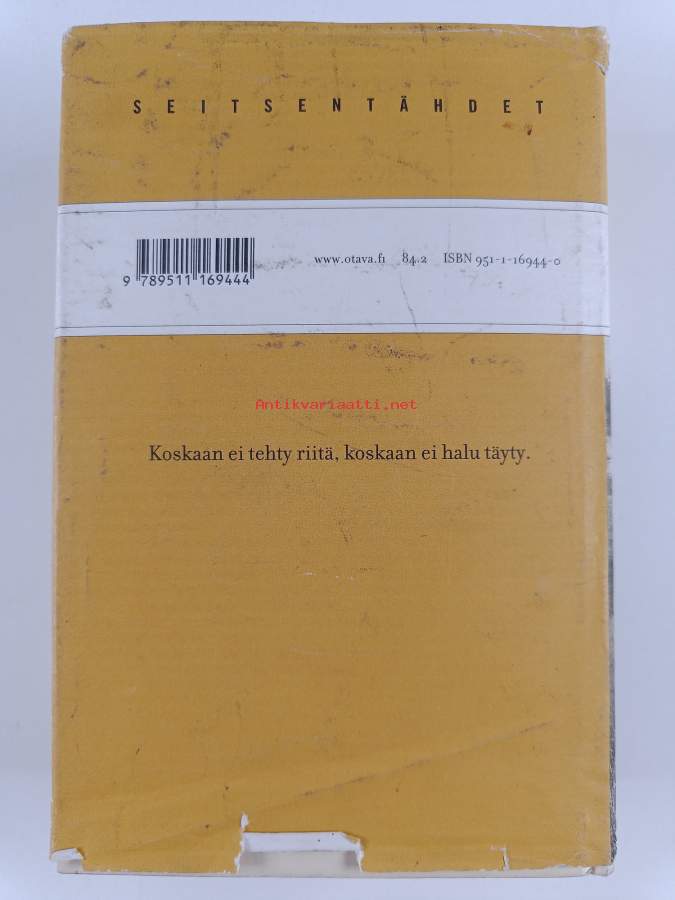 SEITSENTÄHDET
9 789511 169444
www.otava.fi 84.2 ISBN 951-1-16944-0
Antikvariaatti.net
Koskaan ei tehty riitä, koskaan ei halu täyty.